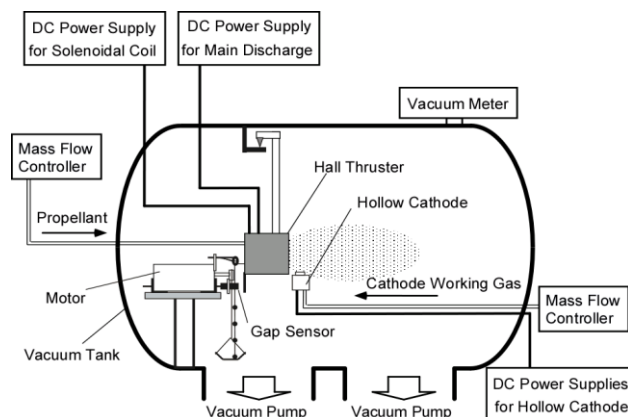 DC Power Supply
for Solenoidal Coil
DC Power Supply
for Main Discharge
Vacuum Meter
Mass Flow
Controller
Hall Thruster
Hollow Cathode
Propellant
Motor
Cathode Working Gas
Mass Flow
Controller
Gap Sensor
Vacuum Tank
DC Power Supplies
for Hollow Cathode
Vacuum Pump
Vacuum Pump